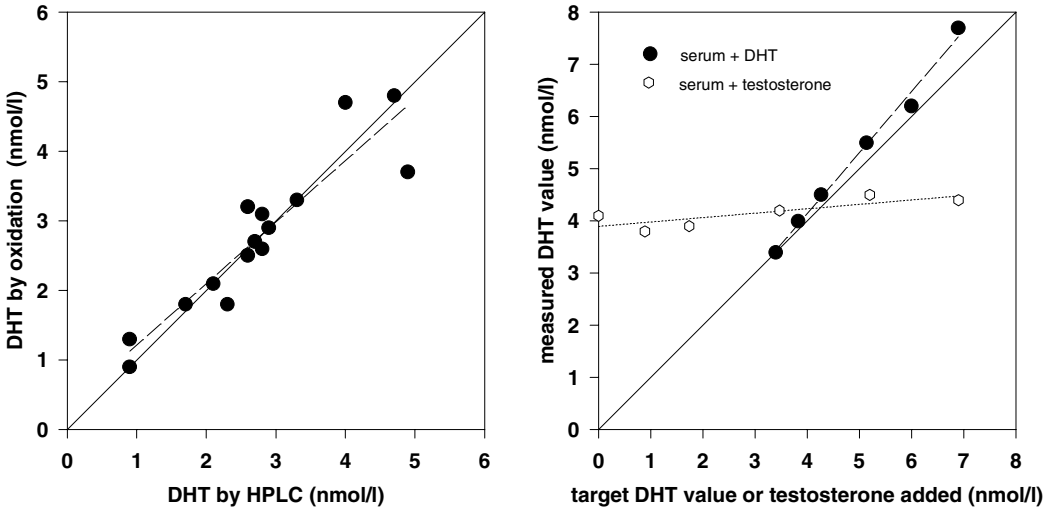 6
5
4
3
2
1
0
DHT by oxidation (nmol/l)
0 1 2 3 4 5 6
DHT by HPLC (nmol/l)
8
7
6
5
4
3
2
1
0
measured DHT value (nmol/l)
serum + DHT
serum + testosterone
0 1 2 3 4 5 6 7 8
target DHT value or testosterone added (nmol/l)